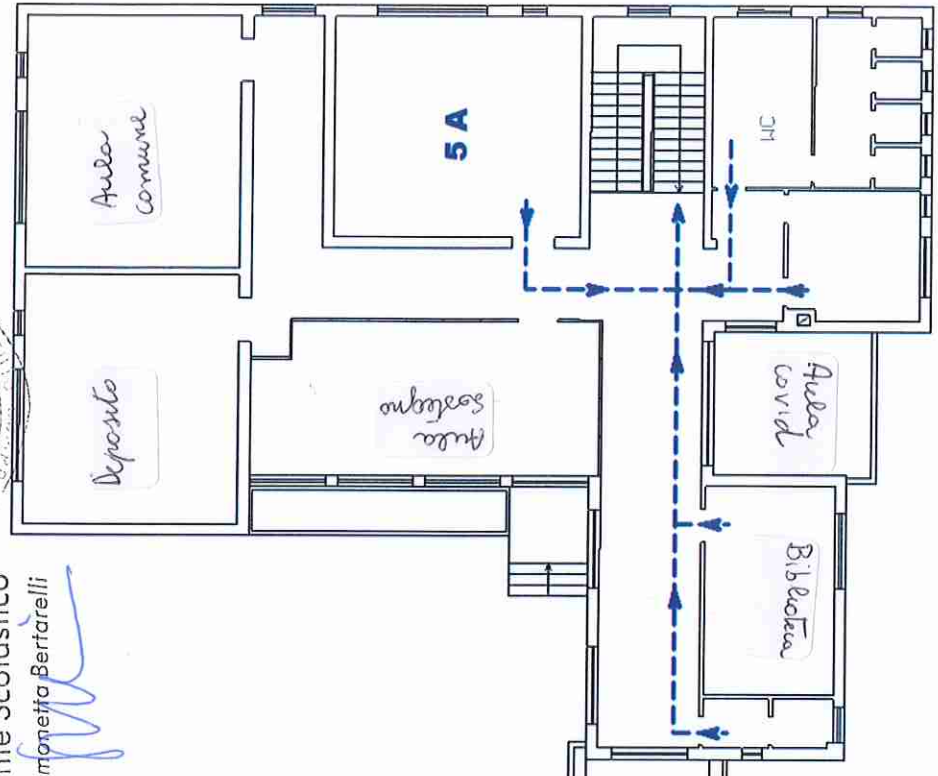 Aula
comune
5 A
WC
Deposito
Aula
Sostegno
Aula
covid
Biblioteca
monetta Bertarelli